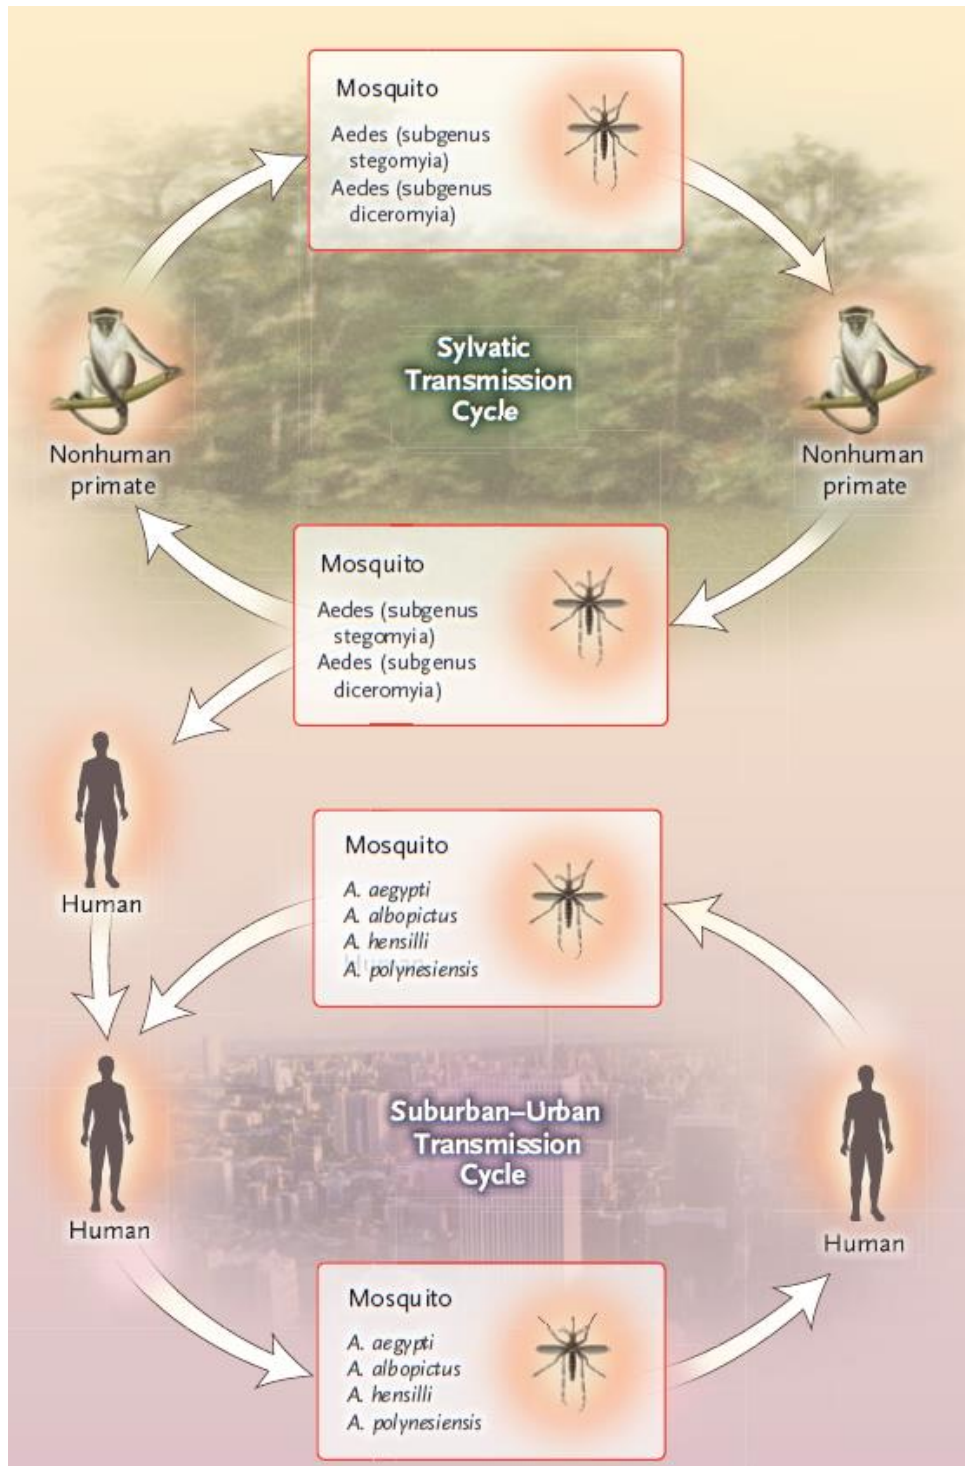 Mosquito
Aedes (subgenus
stegomyia)
Aedes (subgenus
diceromyia)
Sylvatic
Transmission
Cycle
Nonhuman
primate
Nonhuman
primate
Mosquito
Aedes (subgenus
stegomyia)
Aedes (subgenus
diceromyia)
Human
Mosquito
A. aegypti
A. albopictus
A. hensilli
A. polynesiensis
Suburban–Urban
Transmission
Cycle
Human
Human
Mosquito
A. aegypti
A. albopictus
A. hensilli
A. polynesiensis